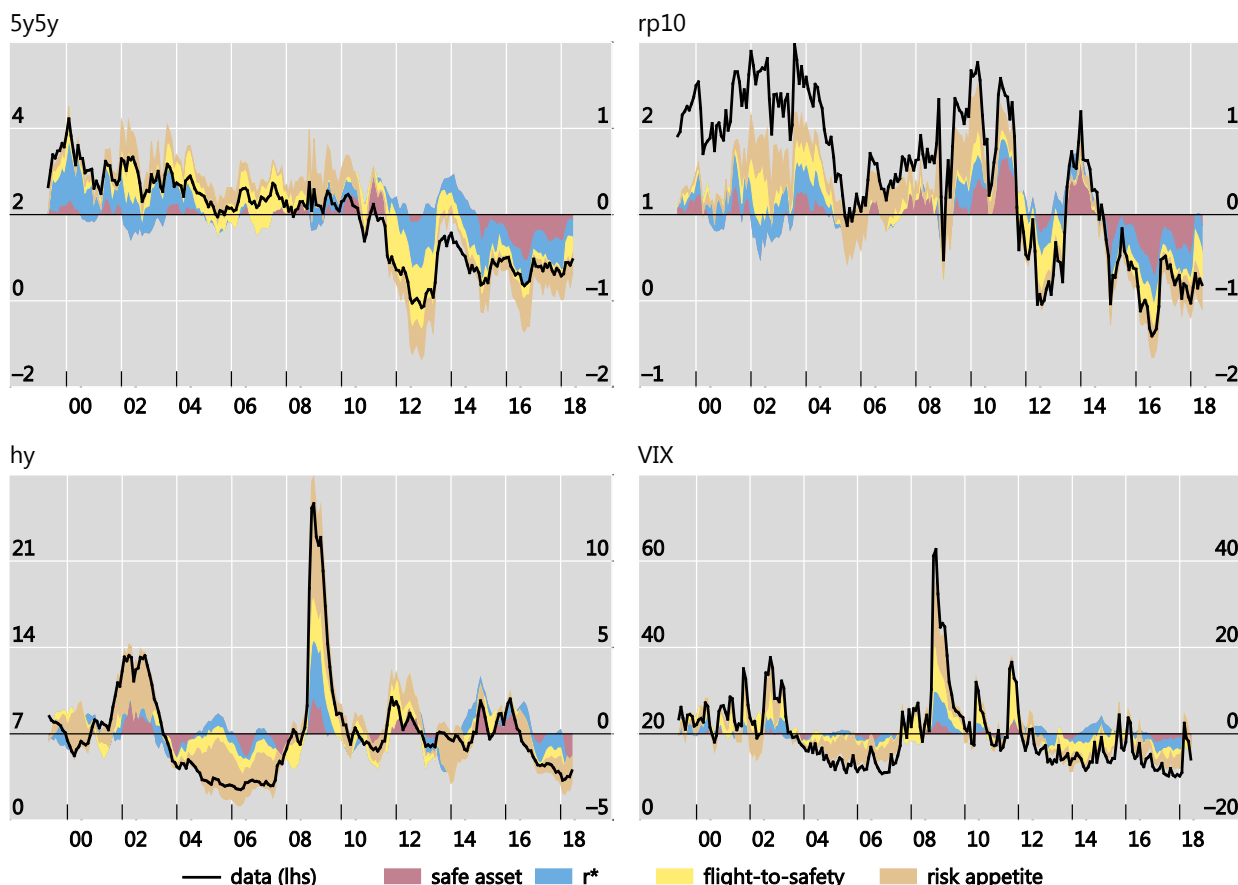 5y5y
rp10
4 1
2 0
0 –1
–2 –2
00 02 04 06 08 10 12 14 16 18
2 1
1 0
0 –1
–1 –2
00 02 04 06 08 10 12 14 16 18
hy
VIX
21 10
14 5
7 0
0 –5
00 02 04 06 08 10 12 14 16 18
60 40
40 20
20 0
0 –20
00 02 04 06 08 10 12 14 16 18
data (lhs) safe asset r* flight-to-safety risk appetite